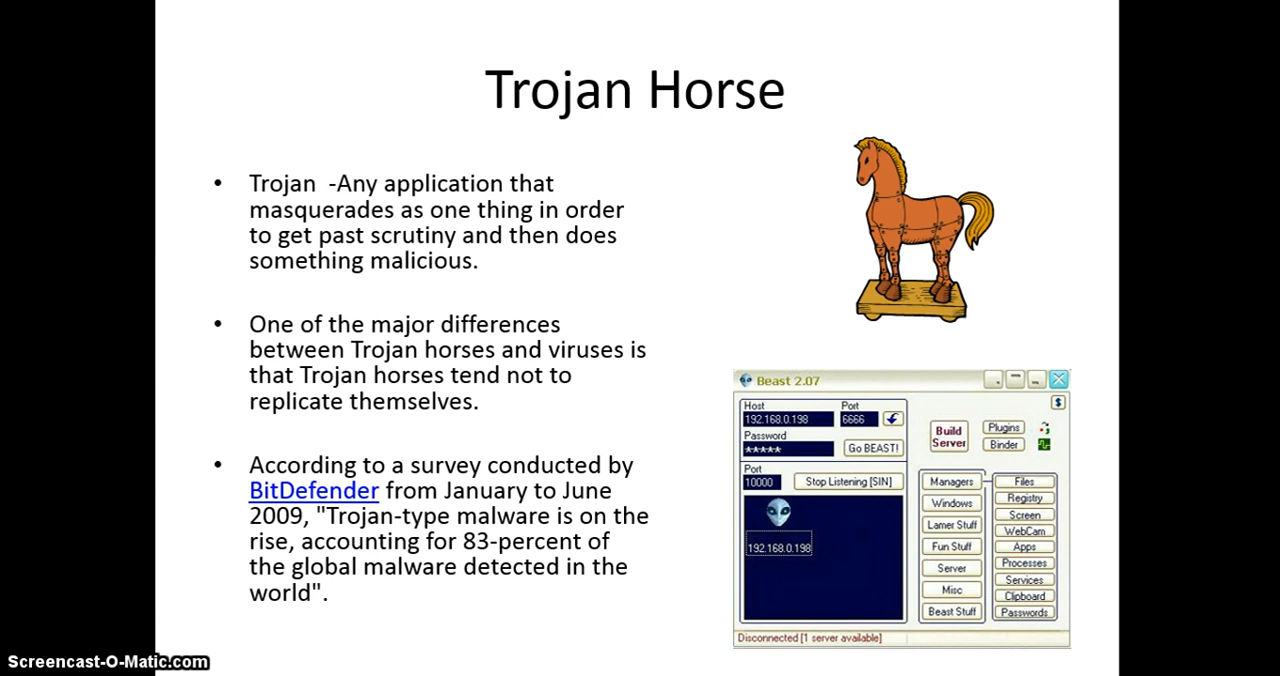 Trojan Horse
• Trojan -Any application that
masquerades as one thing in order
to get past scrutiny and then does
something malicious.
• One of the major differences
between Trojan horses and viruses is
that Trojan horses tend not to
replicate themselves.
• According to a survey conducted by
BitDefender from January to June
2009, "Trojan-type malware is on the
rise, accounting for 83-percent of
the global malware detected in the
world".
Beast 2.07
Host Port
192.168.0.198 6666
Password
***** Go BEAST!
Port
10000 Stop Listening [SIN]
192.168.0.198
Build
Server
Plugins
Binder
Managers
Windows
Lamer Stuff
Fun Stuff
Server
Misc
Beast Stuff
Files
Registry
Screen
WebCam
Apps
Processes
Services
Clipboard
Passwords
Disconnected [1 server available]
Screencast-O-Matic.com